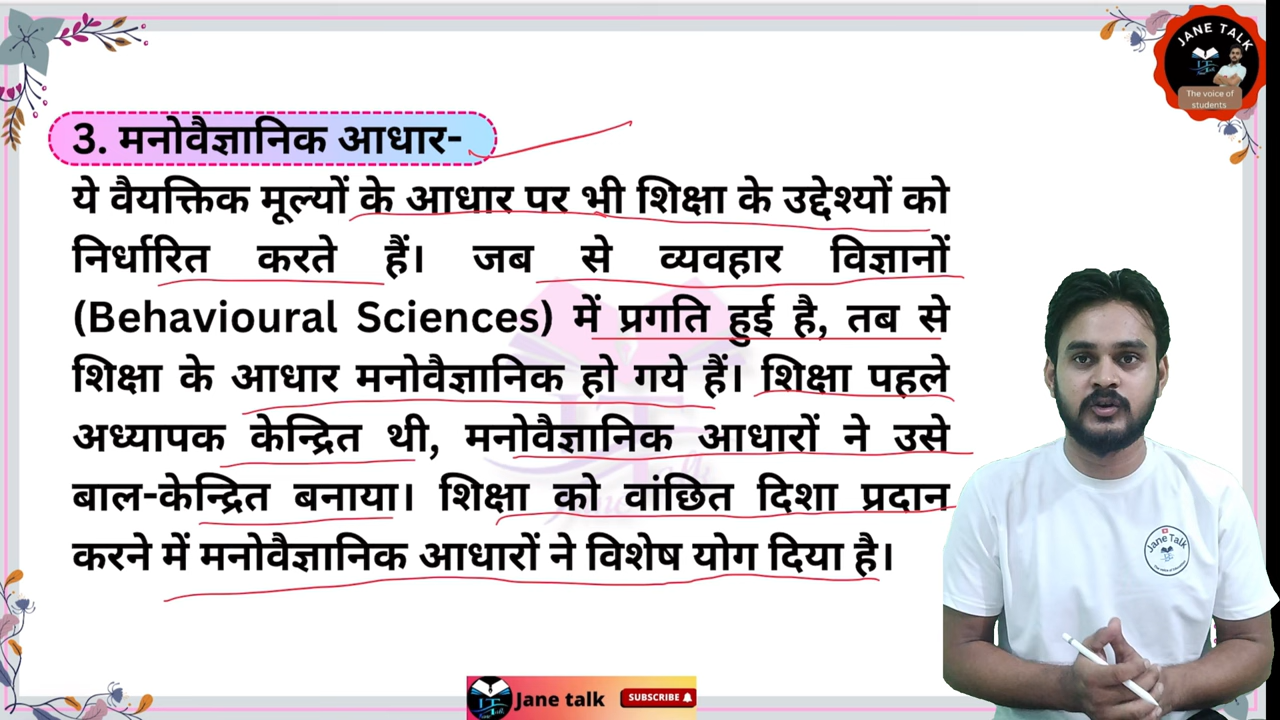 JANE TALK
The voice of
students
3. मनोवैज्ञानिक आधार-
ये वैयक्तिक मूल्यों के आधार पर भी शिक्षा के उद्देश्यों को
निर्धारित करते हैं। जब से व्यवहार विज्ञानों
(Behavioural Sciences) में प्रगति हुई है, तब से
शिक्षा के आधार मनोवैज्ञानिक हो गये हैं। शिक्षा पहले
अध्यापक केन्द्रित थी, मनोवैज्ञानिक आधारों ने उसे
बाल-केन्द्रित बनाया। शिक्षा को वांछित दिशा प्रदान
करने में मनोवैज्ञानिक आधारों ने विशेष योग दिया है।
Jane Talk
Jane talk
SUBSCRIBE